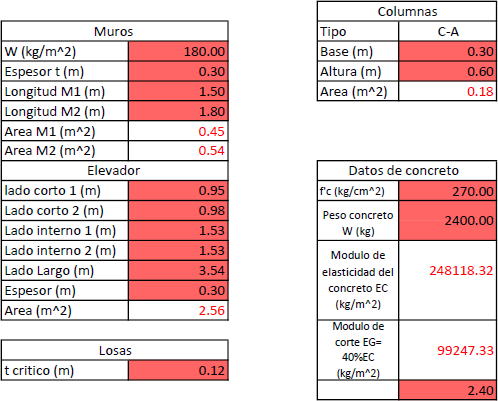 Muros
W (kg/m^2) 180.00
Espesor t (m) 0.30
Longitud M1 (m) 1.50
Longitud M2 (m) 1.80
Area M1 (m^2) 0.45
Area M2 (m^2) 0.54
Elevador
lado corto 1 (m) 0.95
Lado corto 2 (m) 0.98
Lado interno 1 (m) 1.53
Lado interno 2 (m) 1.53
Lado Largo (m) 3.54
Espesor (m) 0.30
Area (m^2) 2.56
Losas
t critico (m) 0.12
Columnas
Tipo C-A
Base (m) 0.30
Altura (m) 0.60
Area (m^2) 0.18
Datos de concreto
f'c (kg/cm^2) 270.00
Peso concreto
W (kg) 2400.00
Modulo de
elasticidad del
concreto EC
(kg/m^2)
248118.32
Modulo de
corte EG=
40%EC
(kg/m^2)
99247.33
2.40